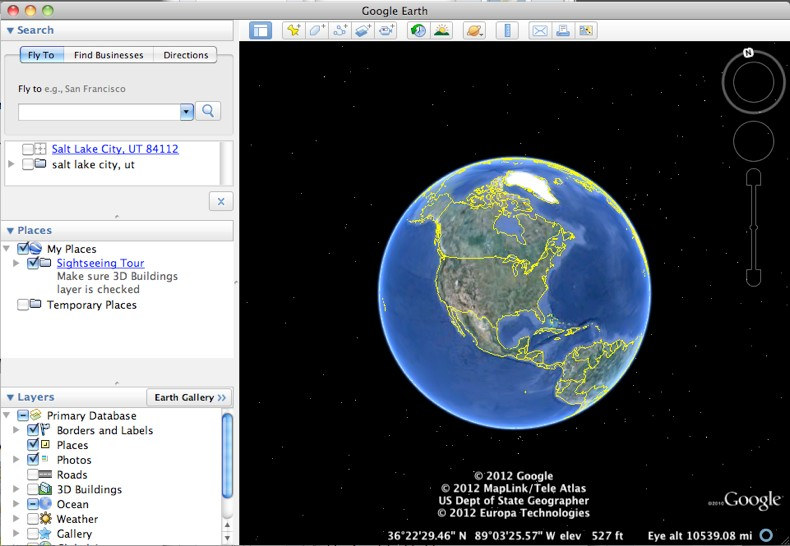 Google Earth
Search
Fly To Find Businesses Directions
Fly to e.g., San Francisco
Salt Lake City, UT 84112
salt lake city, ut
Places
My Places
Sightseeing Tour
Make sure 3D Buildings
layer is checked
Temporary Places
Layers Earth Gallery >>
Primary Database
Borders and Labels
Places
Photos
Roads
3D Buildings
Ocean
Weather
Gallery
N
© 2012 Google
© 2012 MapLink/Tele Atlas
US Dept of State Geographer
© 2012 Europa Technologies
©2010 Google
36°22'29.46" N 89°03'25.57" W elev 527 ft Eye alt 10539.08 mi